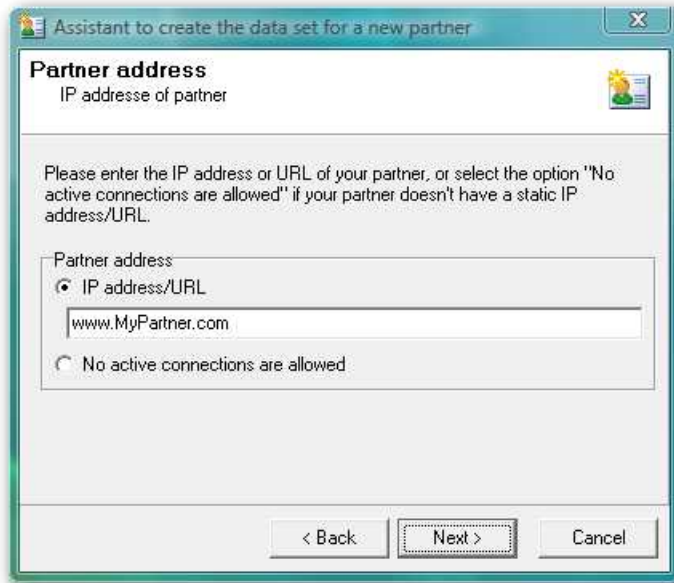 Assistant to create the data set for a new partner
Partner address
IP addresse of partner
Please enter the IP address or URL of your partner, or select the option "No
active connections are allowed" if your partner doesn't have a static IP
address/URL.
Partner address
IP address/URL
www.MyPartner.com
No active connections are allowed
< Back
Next >
Cancel